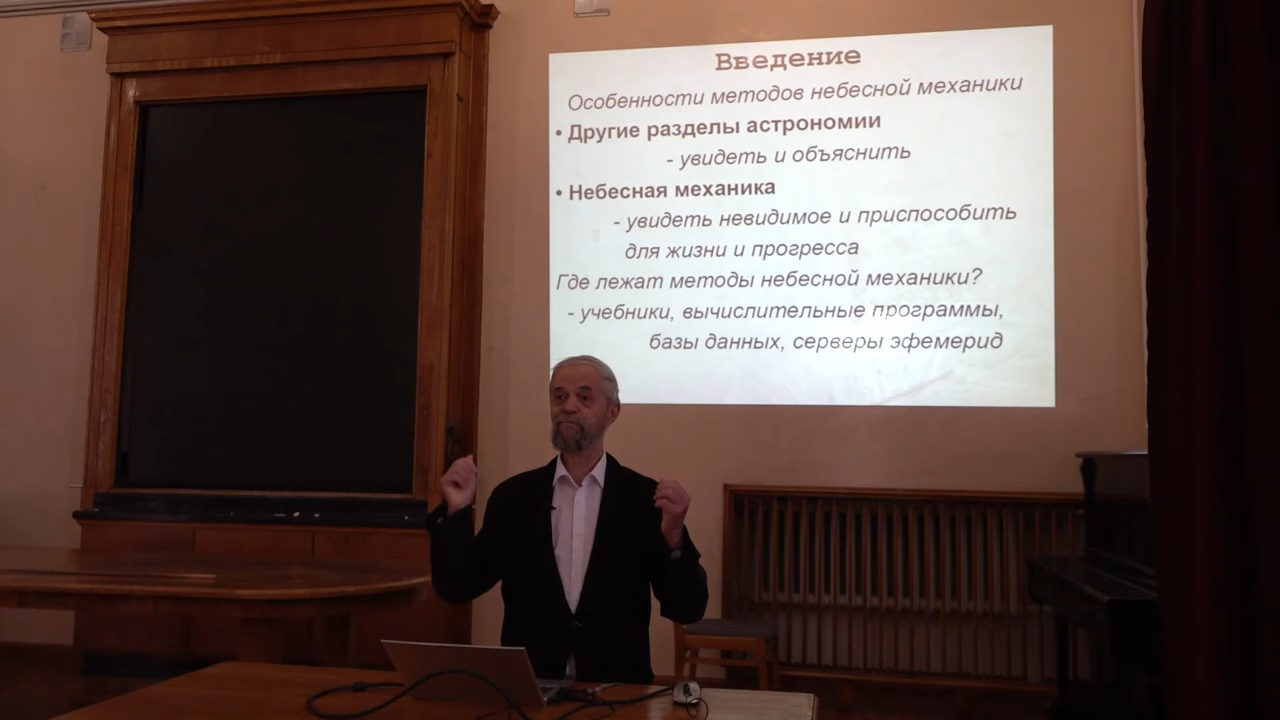 Введение
Особенности методов небесной механики
• Другие разделы астрономии
- увидеть и объяснить
• Небесная механика
- увидеть невидимое и приспособить
для жизни и прогресса
Где лежат методы небесной механики?
- учебники, вычислительные программы,
базы данных, серверы эфемерид